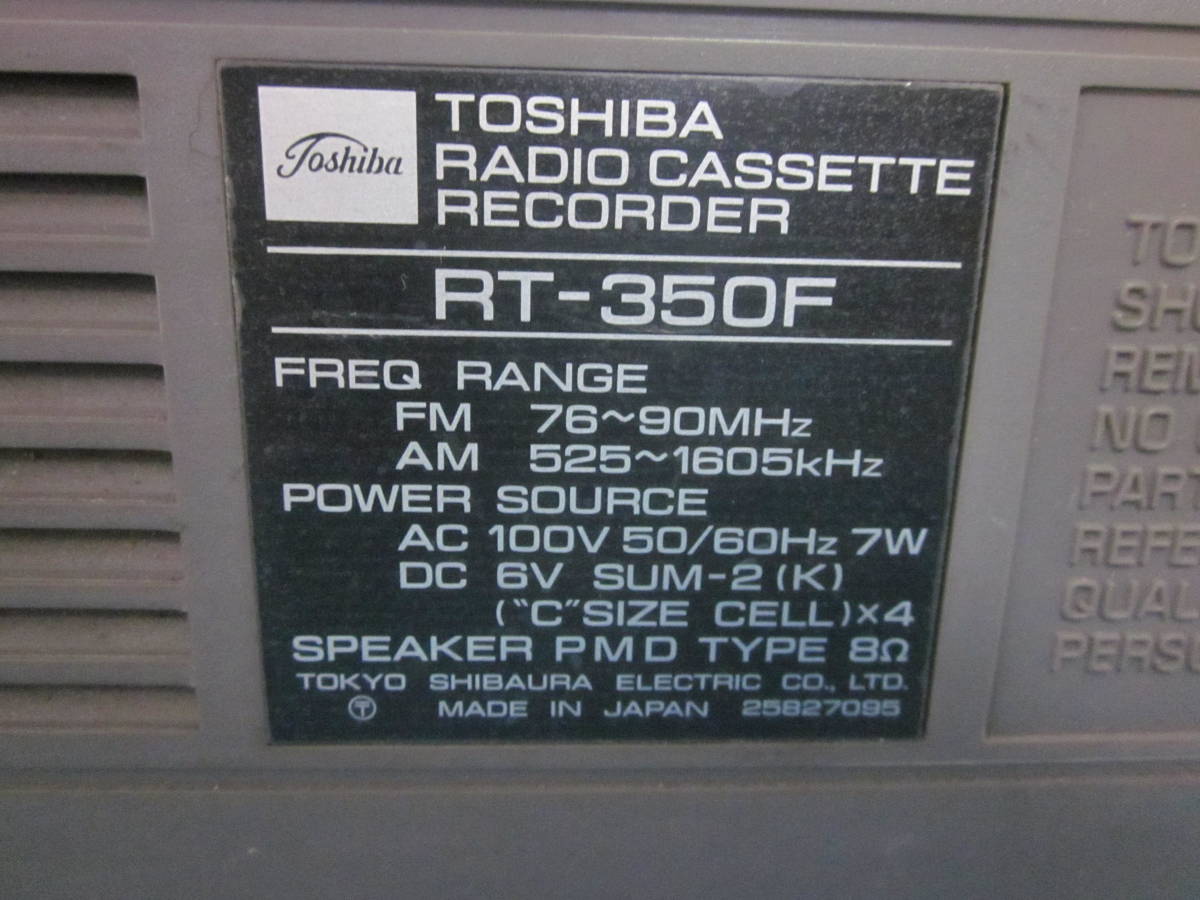 Toshiba
TOSHIBA
RADIO CASSETTE
RECORDER
RT-350F
FREQ RANGE
FM 76~90MHz
AM 525~1605kHz
POWER SOURCE
AC 100V 50/60Hz 7W
DC 6V SUM-2 (K)
("C"SIZE CELL)×4
SPEAKER PMD TYPE 8Ω
TOKYO SHIBAURA ELECTRIC CO., LTD.
MADE IN JAPAN 25827095
NO